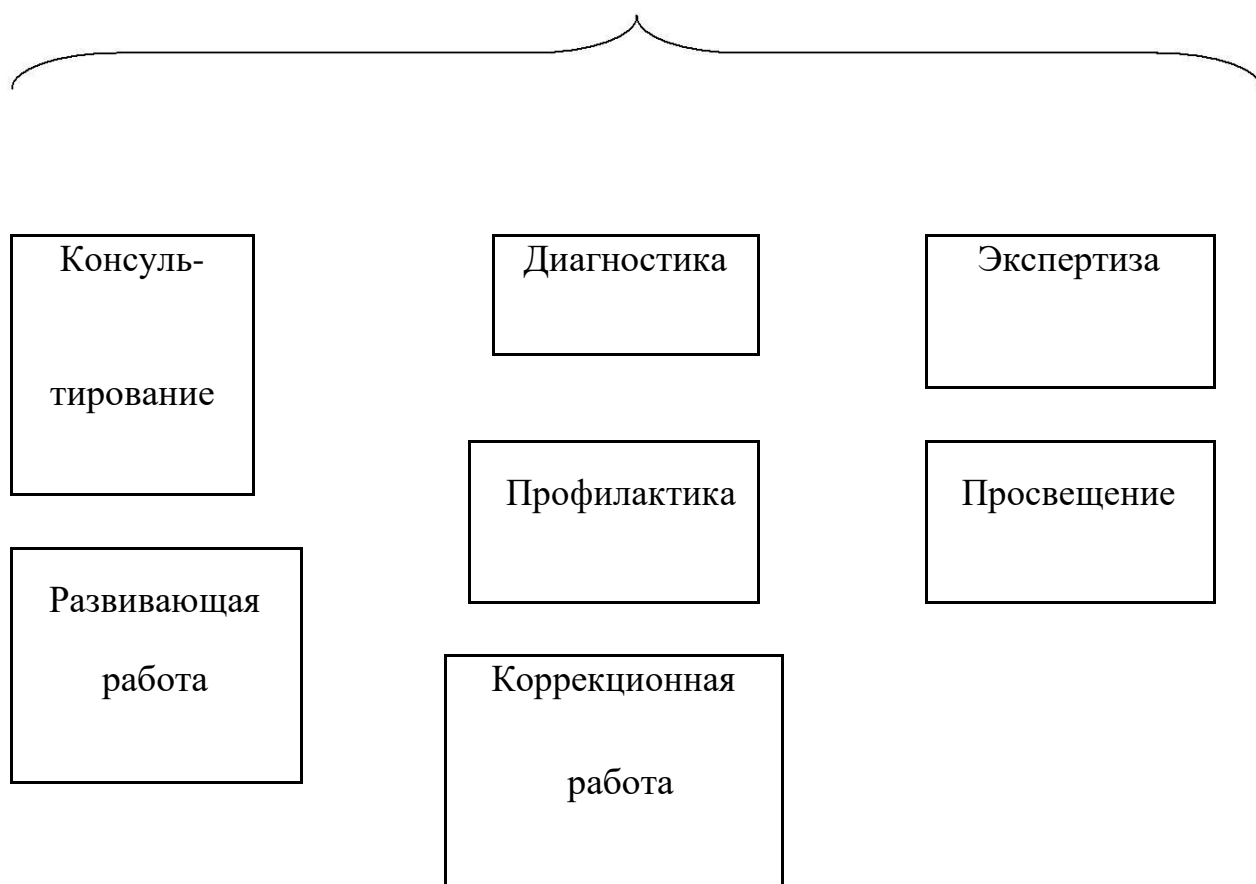 Консуль-
тирование
Диагностика
Экспертиза
Профилактика
Просвещение
Развивающая
работа
Коррекционная
работа